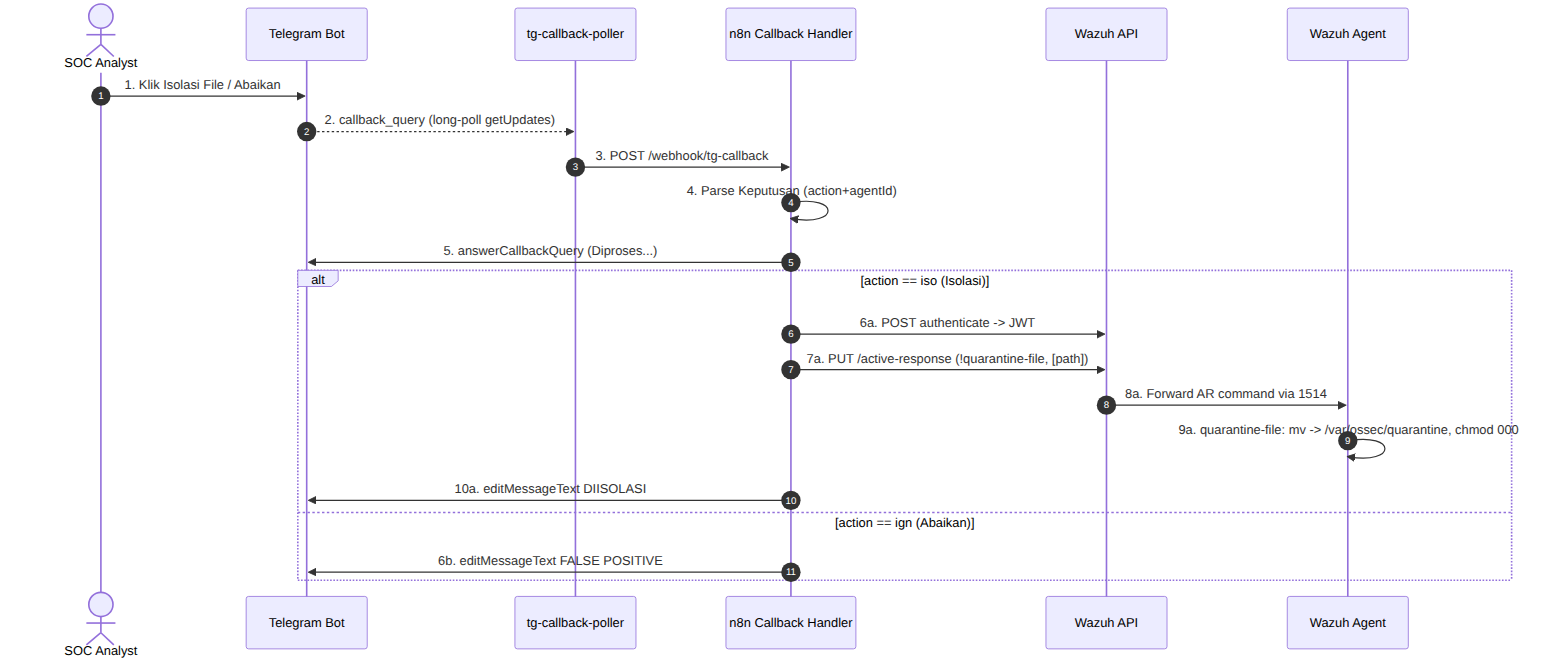 SOC Analyst
Telegram Bot
tg-callback-poller
n8n Callback Handler
Wazuh API
Wazuh Agent
1. Klik Isolasi File / Abaikan
1
2. callback_query (long-poll getUpdates)
2
3. POST /webhook/tg-callback
3
4. Parse Keputusan (action+agentId)
4
5. answerCallbackQuery (Diproses...)
5
alt
[action == iso (Isolasi)]
6a. POST authenticate -> JWT
6
7a. PUT /active-response (!quarantine-file, [path])
7
8a. Forward AR command via 1514
8
9a. quarantine-file: mv -> /var/ossec/quarantine, chmod 000
9
10a. editMessageText DIISOLASI
10
[action == ign (Abaikan)]
6b. editMessageText FALSE POSITIVE
11
SOC Analyst
Telegram Bot
tg-callback-poller
n8n Callback Handler
Wazuh API
Wazuh Agent